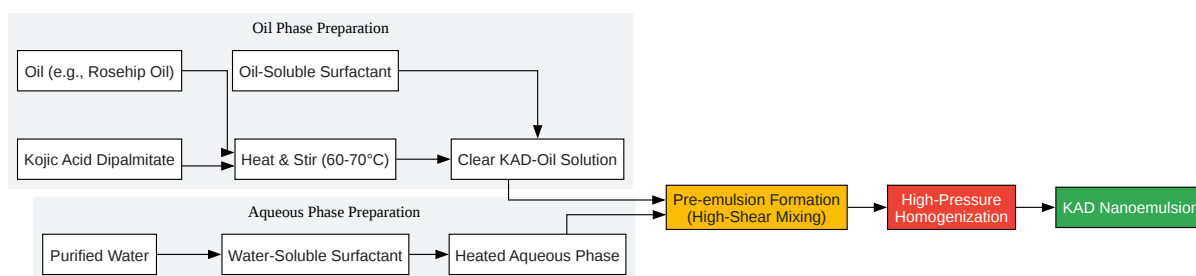 Oil Phase Preparation
Oil (e.g., Rosehip Oil)
Oil-Soluble Surfactant
Kojic Acid Dipalmitate
Heat & Stir (60-70°C)
Clear KAD-Oil Solution
Aqueous Phase Preparation
Purified Water
Water-Soluble Surfactant
Heated Aqueous Phase
Pre-emulsion Formation
(High-Shear Mixing)
High-Pressure
Homogenization
KAD Nanoemulsion